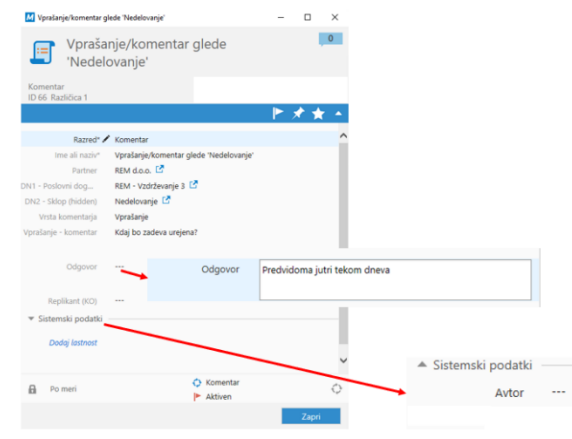 Vprašanje/komentar glede 'Nedelovanje'
Vprašanje/komentar glede
'Nedelovanje'
0
Komentar
ID 66 Različica 1
Razred* Komentar
Ime ali naziv* Vprašanje/komentar glede 'Nedelovanje'
Partner REM d.o.o.
DN1 - Poslovni dog... REM - Vzdrževanje 3
DN2 - Sklop (hidden) Nedelovanje
Vrsta komentarja Vprašanje
Vprašanje - komentar Kdaj bo zadeva urejena?
Odgovor ---
Odgovor Predvidoma jutri tekom dneva
Replikant (KO) ---
Sistemski podatki
Dodaj lastnost
Sistemski podatki
Avtor ---
Po meri
Komentar
Aktiven
Zapri